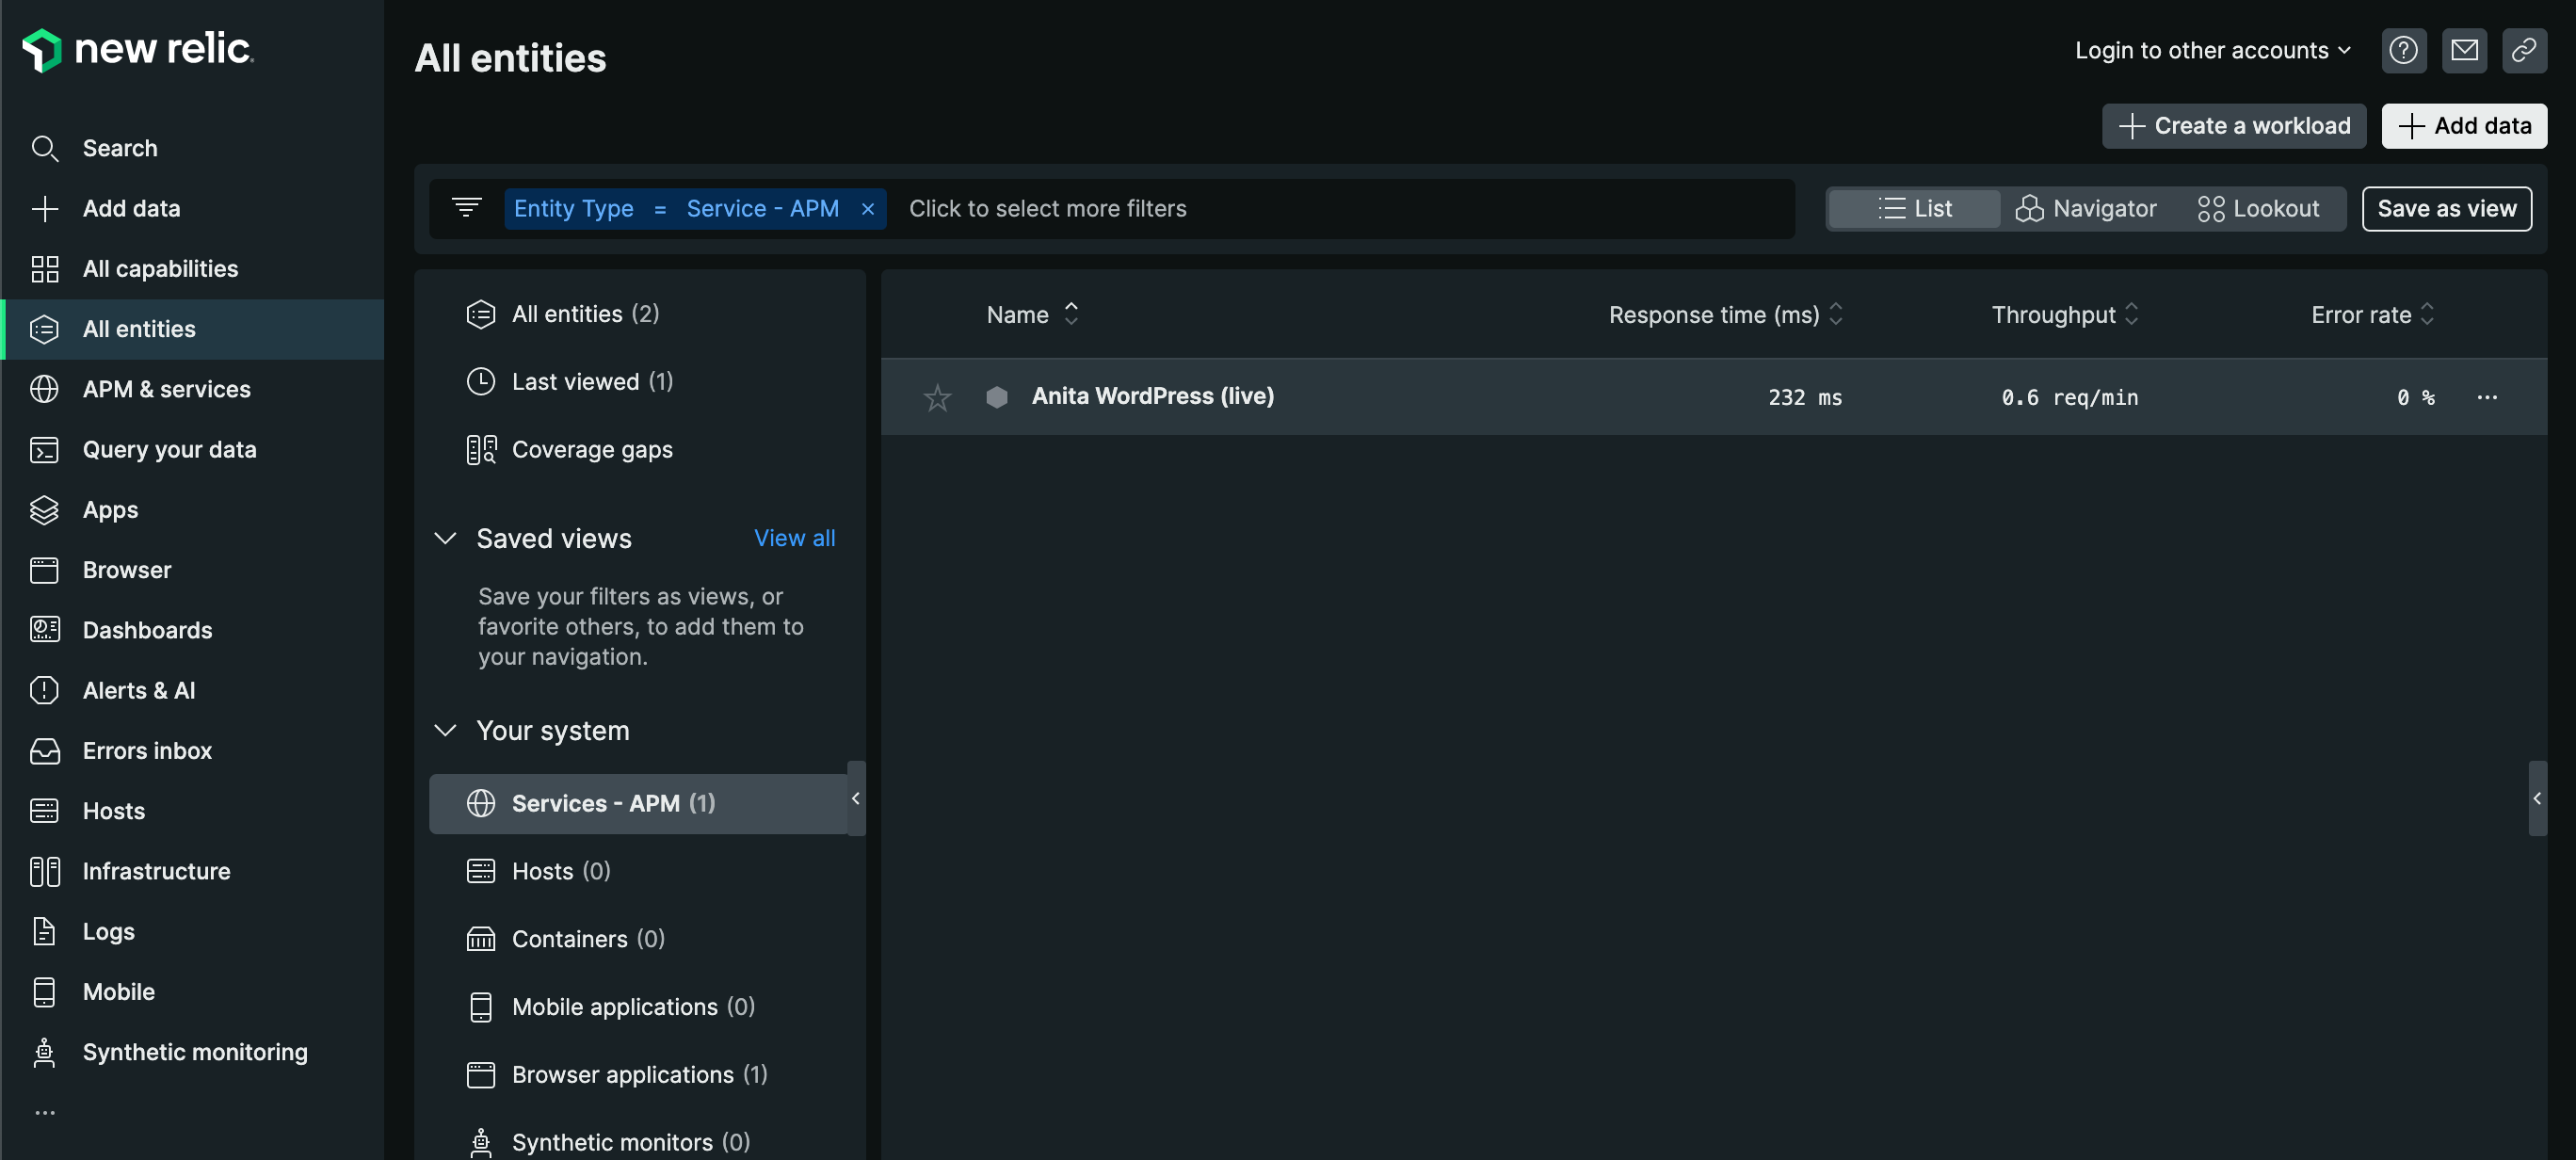 new relic.
Search
Add data
All capabilities
All entities
APM & services
Query your data
Apps
Browser
Dashboards
Alerts & AI
Errors inbox
Hosts
Infrastructure
Logs
Mobile
Synthetic monitoring
...
All entities
Login to other accounts
Create a workload
Add data
Entity Type = Service - APM × Click to select more filters
List Navigator Lookout
Save as view
All entities (2)
Last viewed (1)
Coverage gaps
Saved views View all
Save your filters as views, or
favorite others, to add them to
your navigation.
Your system
Services - APM (1)
Hosts (0)
Containers (0)
Mobile applications (0)
Browser applications (1)
Synthetic monitors (0)
Name Response time (ms) Throughput Error rate
Anita WordPress (live) 232 ms 0.6 req/min 0 % ...